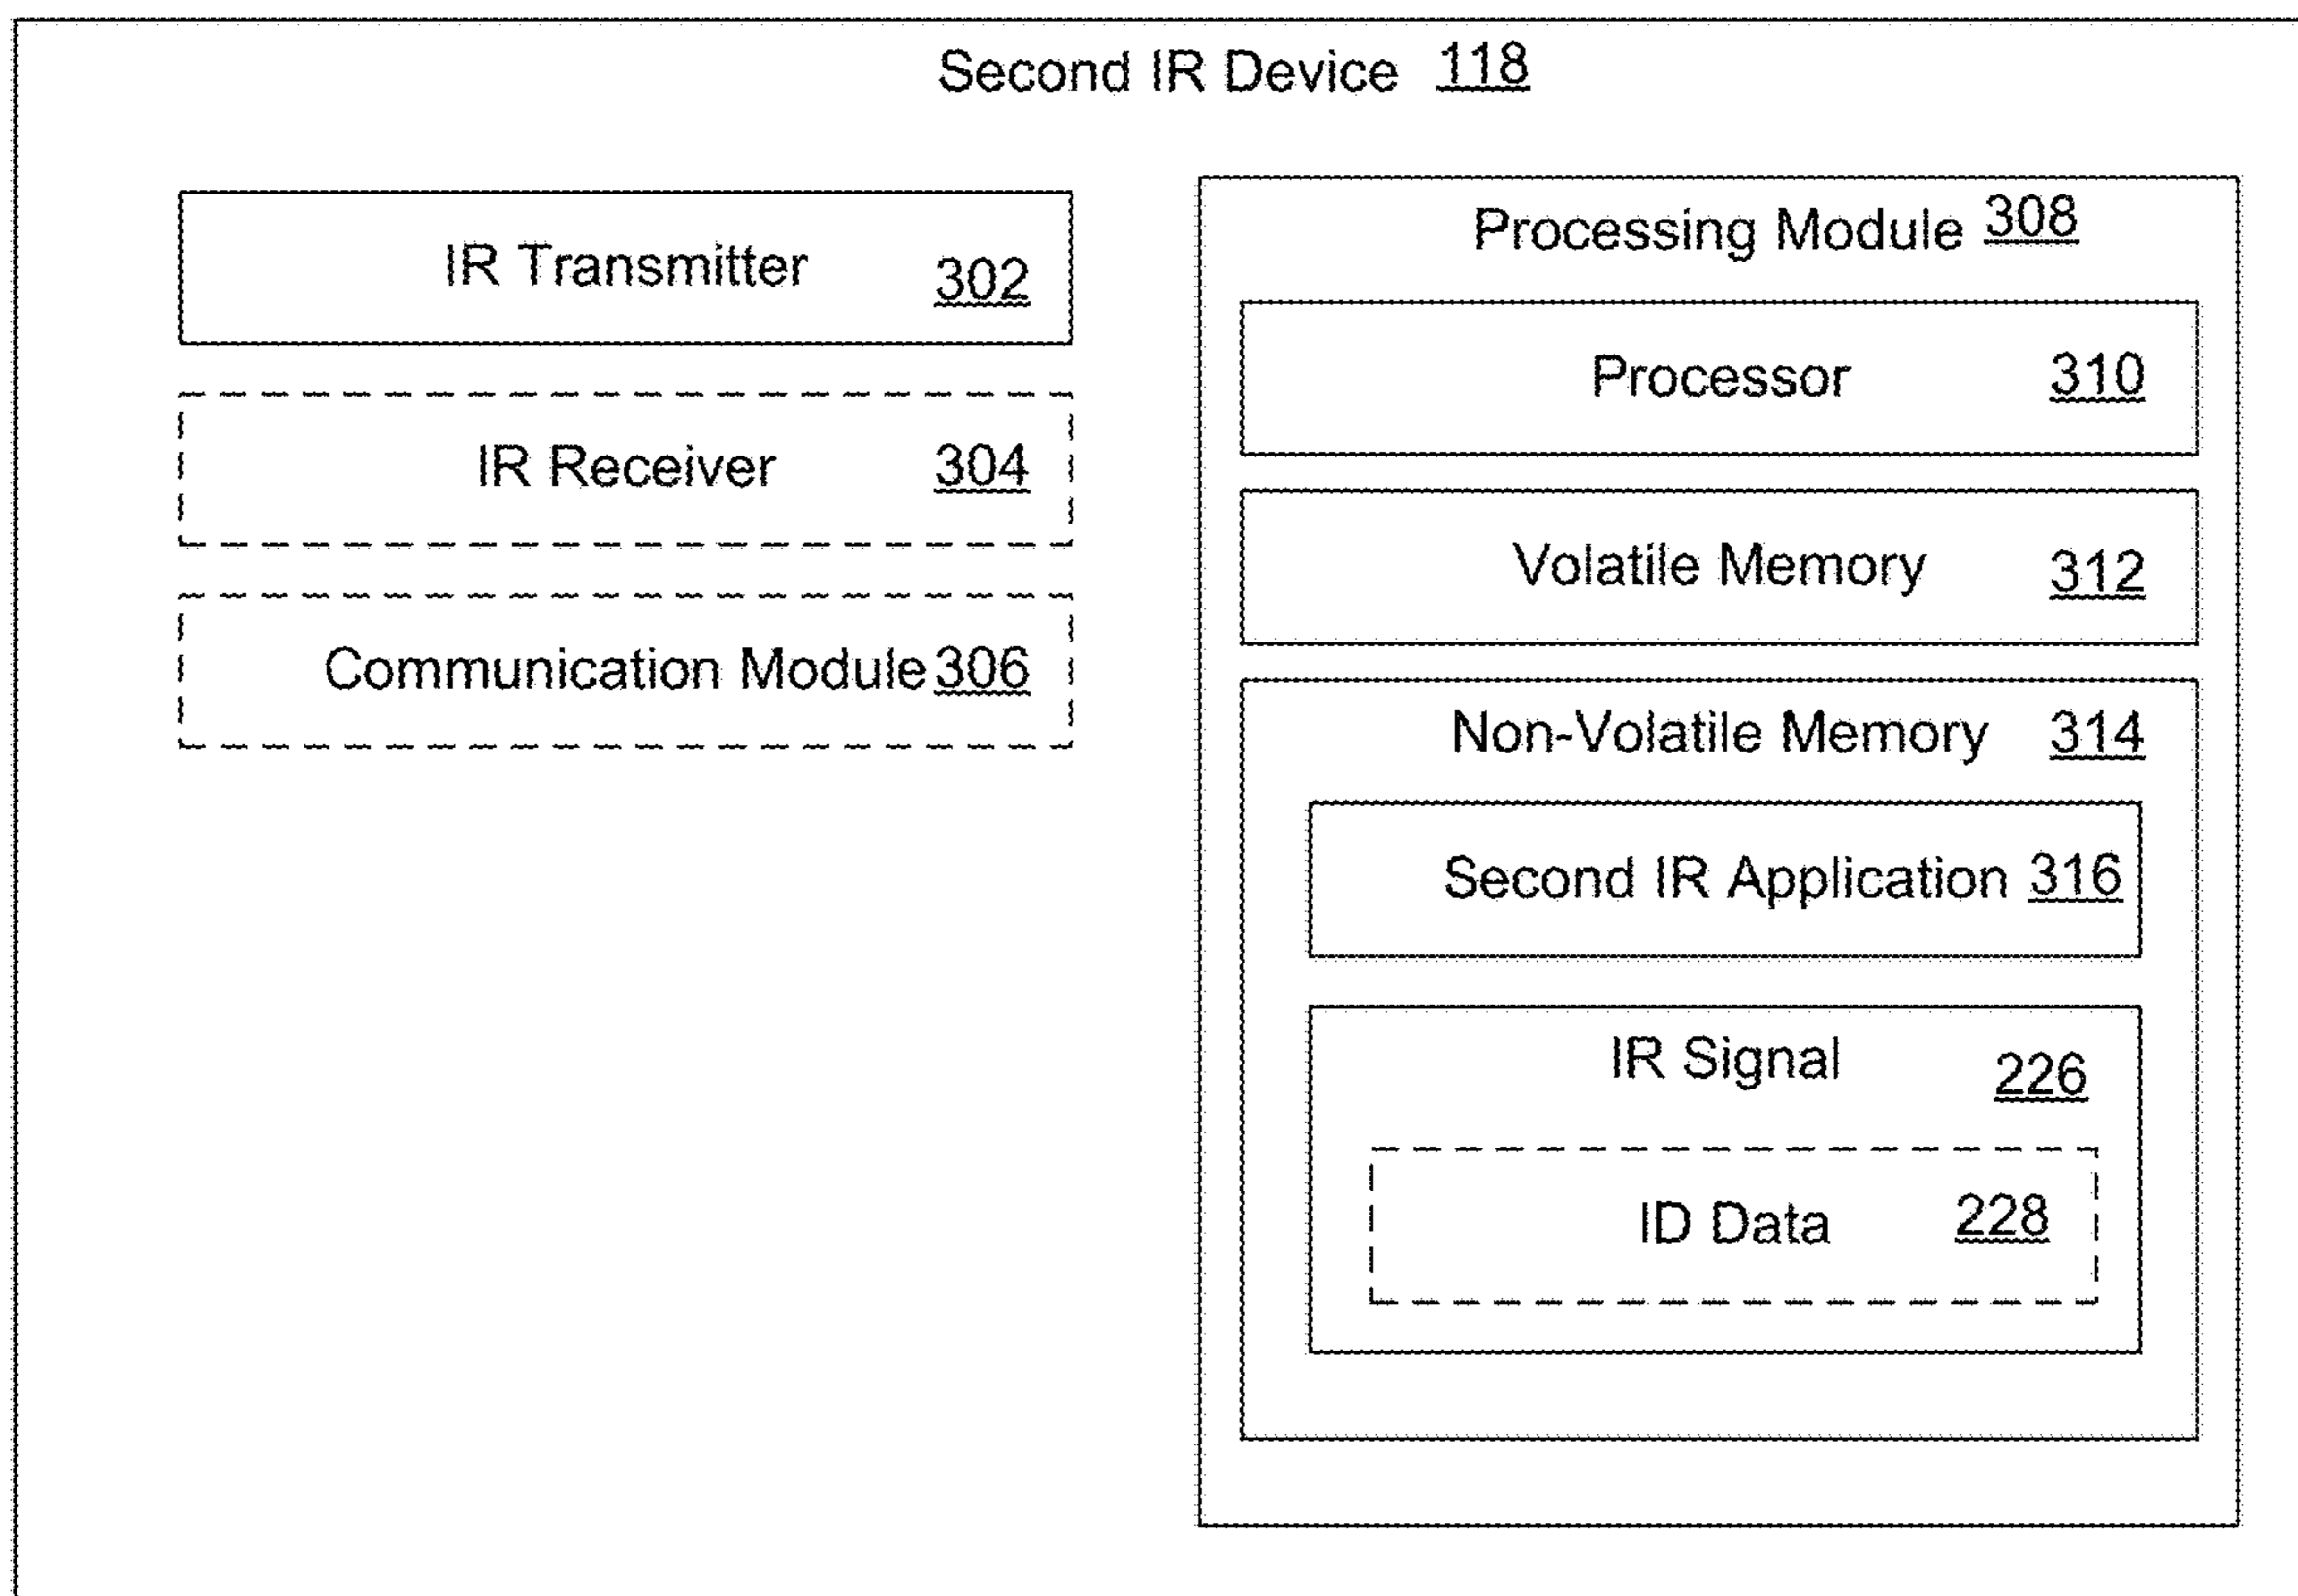 Second IR Device 118
IR Transmitter 302
IR Receiver 304
Communication Module 306
Processing Module 308
Processor 310
Volatile Memory 312
Non-Volatile Memory 314
Second IR Application 316
IR Signal 226
ID Data 228